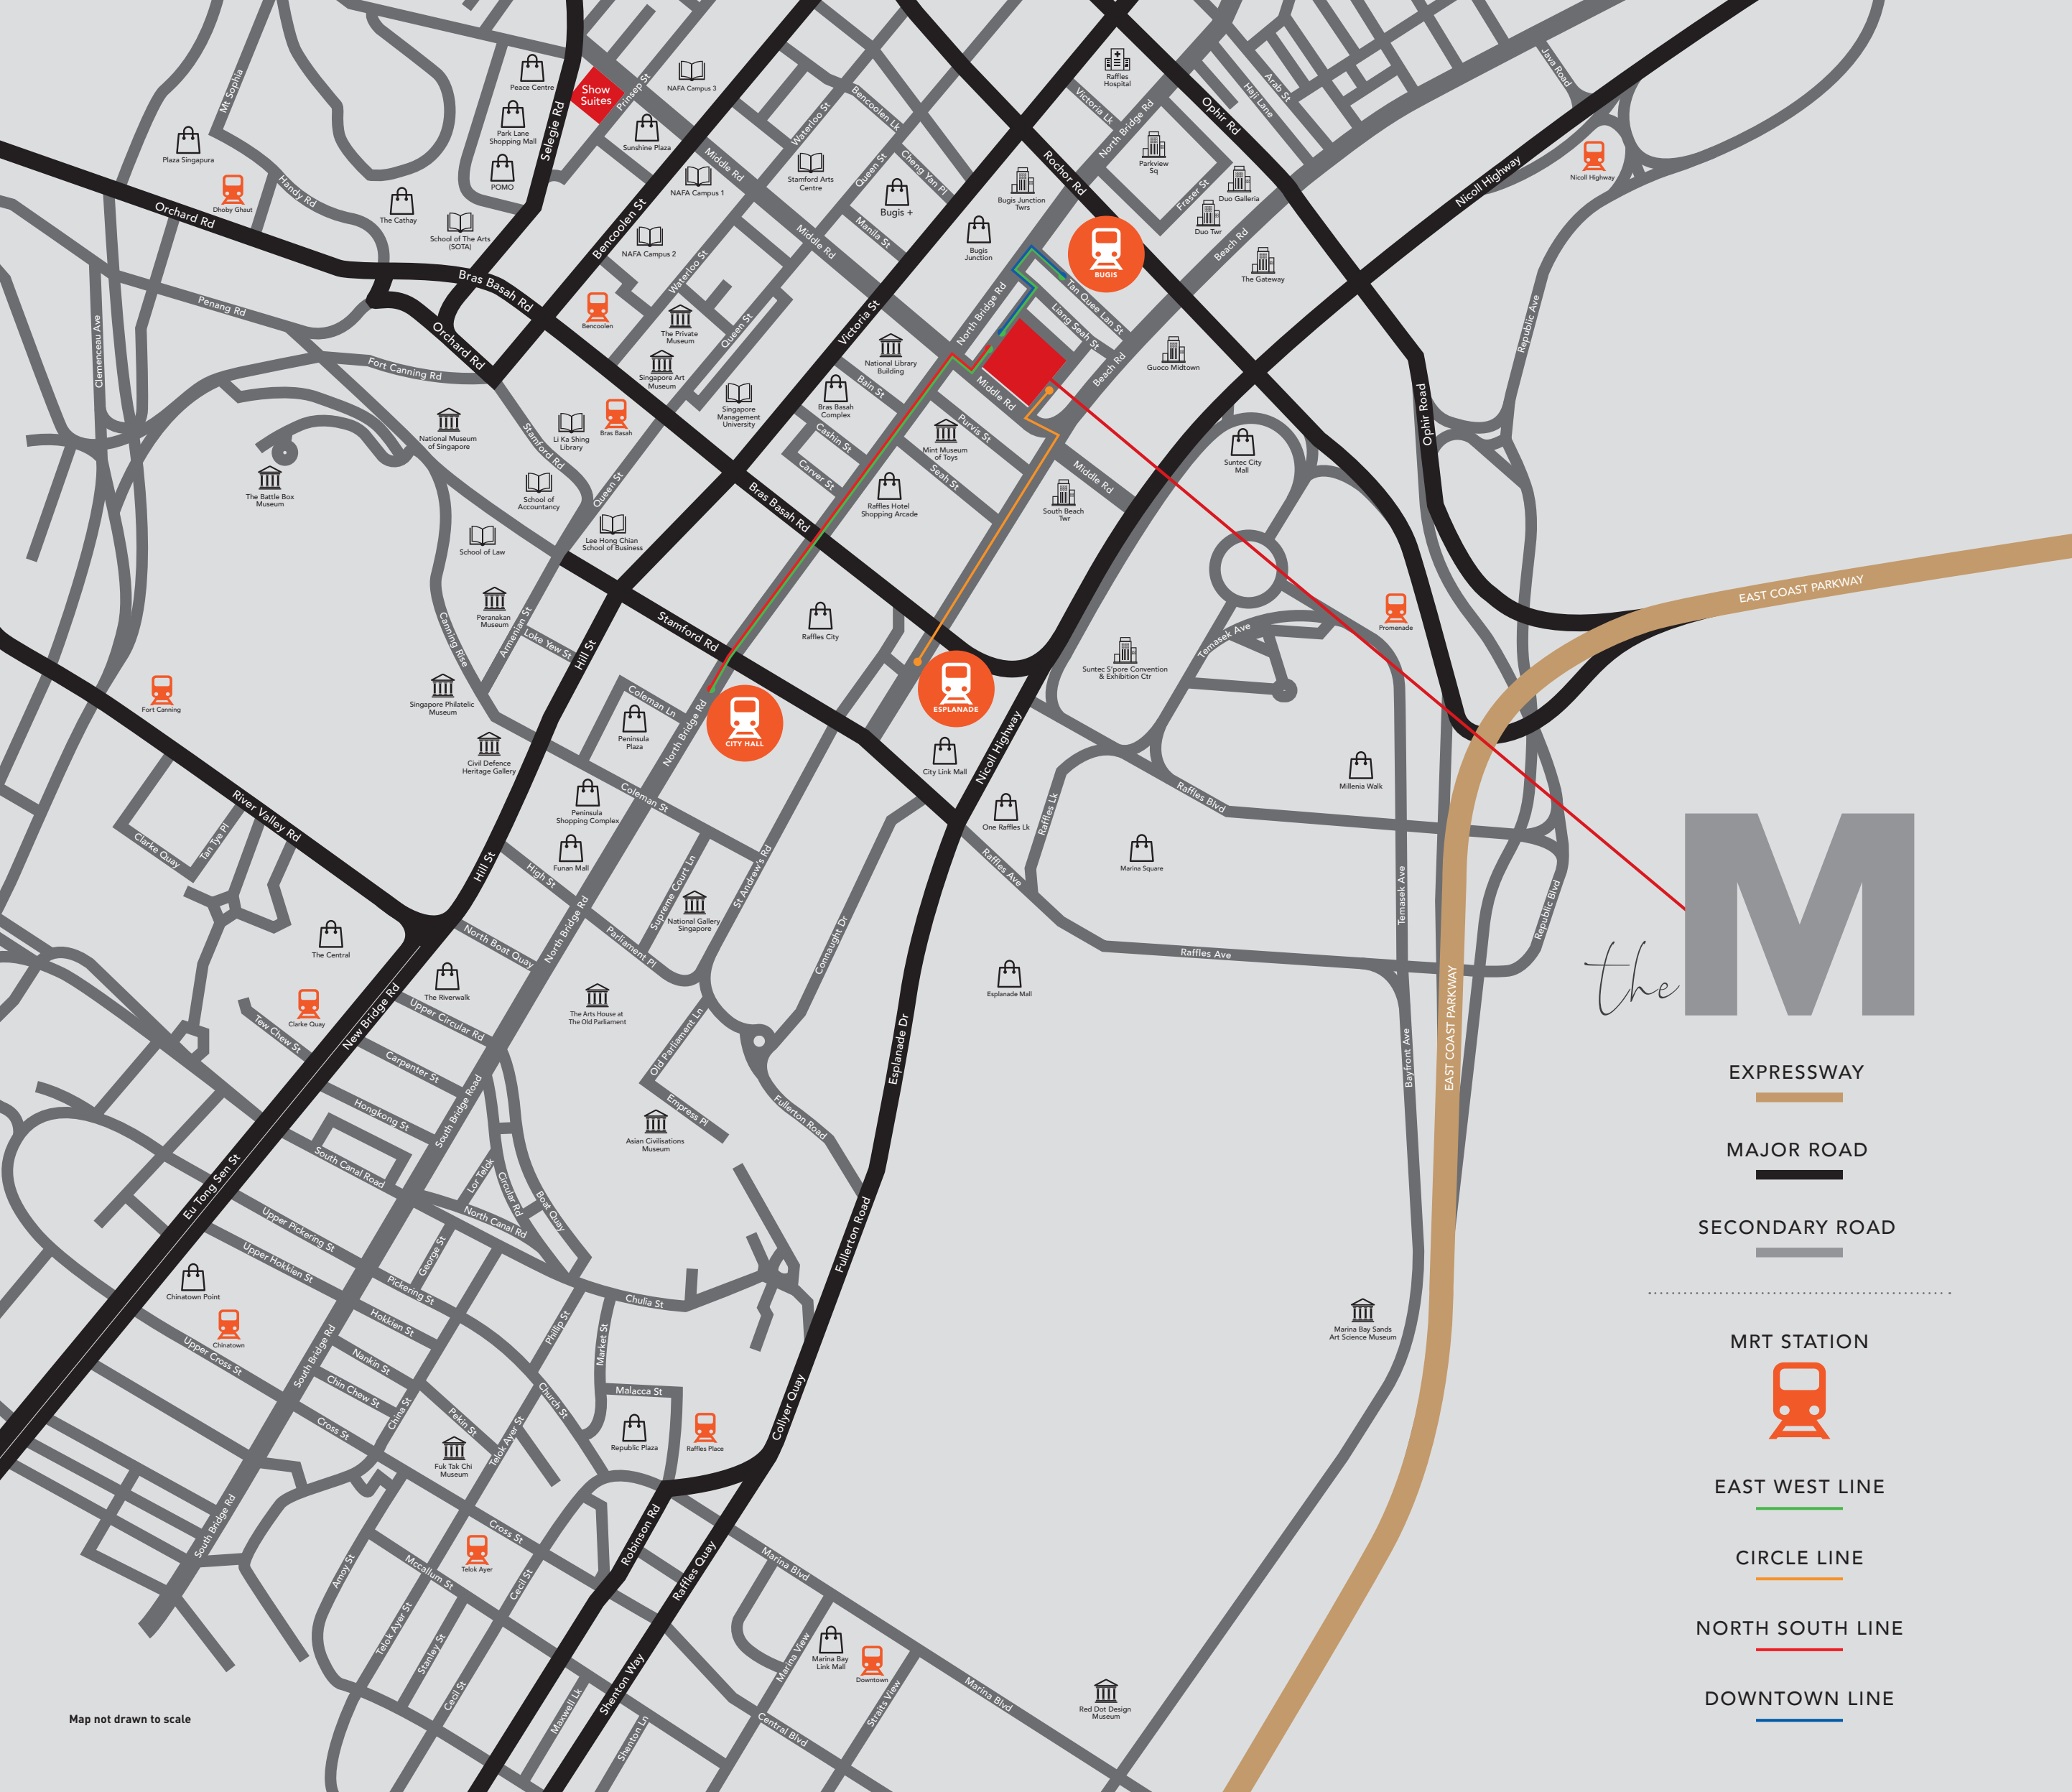 Mt Sophia
Peace Centre
Show
Suites
Prinsep St
NAFA Campus 3
Selegie Rd
Park Lane
Shopping Mall
Sunshine Plaza
POMO
Plaza Singapura
Dhoby Ghaut
Handy Rd
The Cathay
School of The Arts
(SOTA)
Orchard Rd
Bras Basah Rd
Orchard Rd
Bencoolen St
NAFA Campus 1
NAFA Campus 2
Middle Rd
Waterloo St
Stamford Arts
Centre
Bencoolen Lk
Queen St
Cheng Yan Pl
Bugis +
Manila St
Middle Rd
Raffles
Hospital
Victoria Lk
North Bridge Rd
Ophir Rd
Haji Lane
Arab St
Java Road
Rochor Rd
Parkview
Sq
Fraser St
Duo Galleria
Duo Twr
Bugis Junction
Twrs
Bugis
Junction
BUGIS
Beach Rd
The Gateway
Nicoll Highway
Nicoll Highway
Penang Rd
Clemenceau Ave
Fort Canning Rd
Bencoolen
Waterloo St
The Private
Museum
Queen St
Singapore Art
Museum
Victoria St
National Library
Building
North Bridge Rd
Tan Quee Lan St
Liang Seah St
Beach Rd
Guoco Midtown
Republic Ave
Ophir Road
Middle Rd
Bain St
Bras Basah
Complex
Cashin St
Carver St
Purvis St
Mint Museum
of Toys
Seah St
Singapore
Management
University
Bras Basah
Li Ka Shing
Library
Stamford Rd
National Museum
of Singapore
The Battle Box
Museum
School of
Accountancy
Queen St
Bras Basah Rd
Raffles Hotel
Shopping Arcade
South Beach
Twr
Middle Rd
Suntec City
Mall
School of Law
Lee Hong Chian
School of Business
Peranakan
Museum
Armenian St
Loke Yew St
Canning Rise
Hill St
Stamford Rd
Raffles City
Temasek Ave
Promenade
Suntec S'pore Convention
& Exhibition Ctr
EAST COAST PARKWAY
Fort Canning
Singapore Philatelic
Museum
Coleman Ln
Peninsula
Plaza
North Bridge Rd
CITY HALL
ESPLANADE
Civil Defence
Heritage Gallery
City Link Mall
Nicoll Highway
Millenia Walk
Raffles Blvd
Peninsula
Shopping Complex
Coleman St
One Raffles Lk
Raffles Lk
River Valley Rd
Clarke Quay
Tan Tye Pl
Hill St
Funan Mall
High St
Supreme Court Ln
St Andrew's Rd
National Gallery
Singapore
Raffles Ave
Marina Square
Temasek Ave
Republic Blvd
The Central
North Boat Quay
North Bridge Rd
Parliament Pl
Connaught Dr
Raffles Ave
Esplanade Mall
the M
The Riverwalk
Clarke Quay
New Bridge Rd
Tew Chew St
Upper Circular Rd
The Arts House at
The Old Parliament
Old Parliament Ln
Esplanade Dr
Bayfront Ave
EAST COAST PARKWAY
Carpenter St
Hongkong St
South Bridge Road
Empress Pl
Asian Civilisations
Museum
Fullerton Road
South Canal Road
Eu Tong Sen St
Lor Telok
Circular Rd
Boat Quay
North Canal Rd
Upper Pickering St
Upper Hokkien St
George St
Fullerton Road
Chinatown Point
Pickering St
Chulia St
Chinatown
Upper Cross St
Hokkien St
Phillip St
Market St
South Bridge Rd
Nankin St
Chin Chew St
China St
Pekin St
Church St
Malacca St
Cross St
Telok Ayer St
Fuk Tak Chi
Museum
Republic Plaza
Raffles Place
Collyer Quay
Marina Bay Sands
Art Science Museum
South Bridge Rd
Telok Ayer
Cross St
Robinson Rd
Amoy St
Mccallum St
Cecil St
Raffles Quay
Marina Blvd
Telok Ayer St
Stanley St
Cecil St
Maxwell Lk
Shenton Way
Shenton Ln
Marina View
Marina Bay
Link Mall
Downtown
Straits View
Central Blvd
Marina Blvd
Red Dot Design
Museum
Map not drawn to scale
EXPRESSWAY
MAJOR ROAD
SECONDARY ROAD
MRT STATION
EAST WEST LINE
CIRCLE LINE
NORTH SOUTH LINE
DOWNTOWN LINE